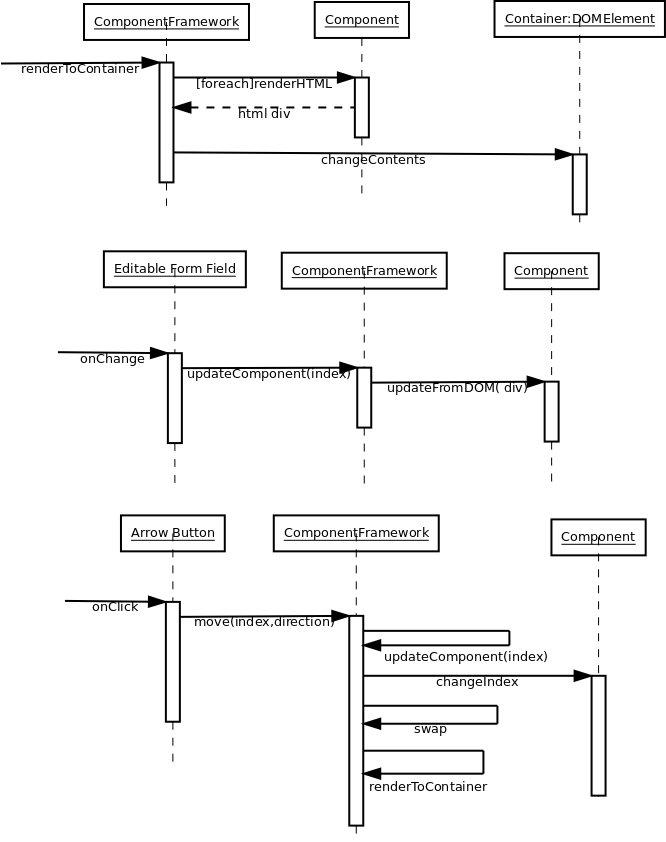 ComponentFramework
Component
Container:DOMElement
renderToContainer
[foreach]renderHTML
html div
changeContents
Editable Form Field
ComponentFramework
Component
onChange
updateComponent(index)
updateFromDOM( div)
Arrow Button
ComponentFramework
Component
onClick
move(index,direction)
updateComponent(index)
changeIndex
swap
renderToContainer